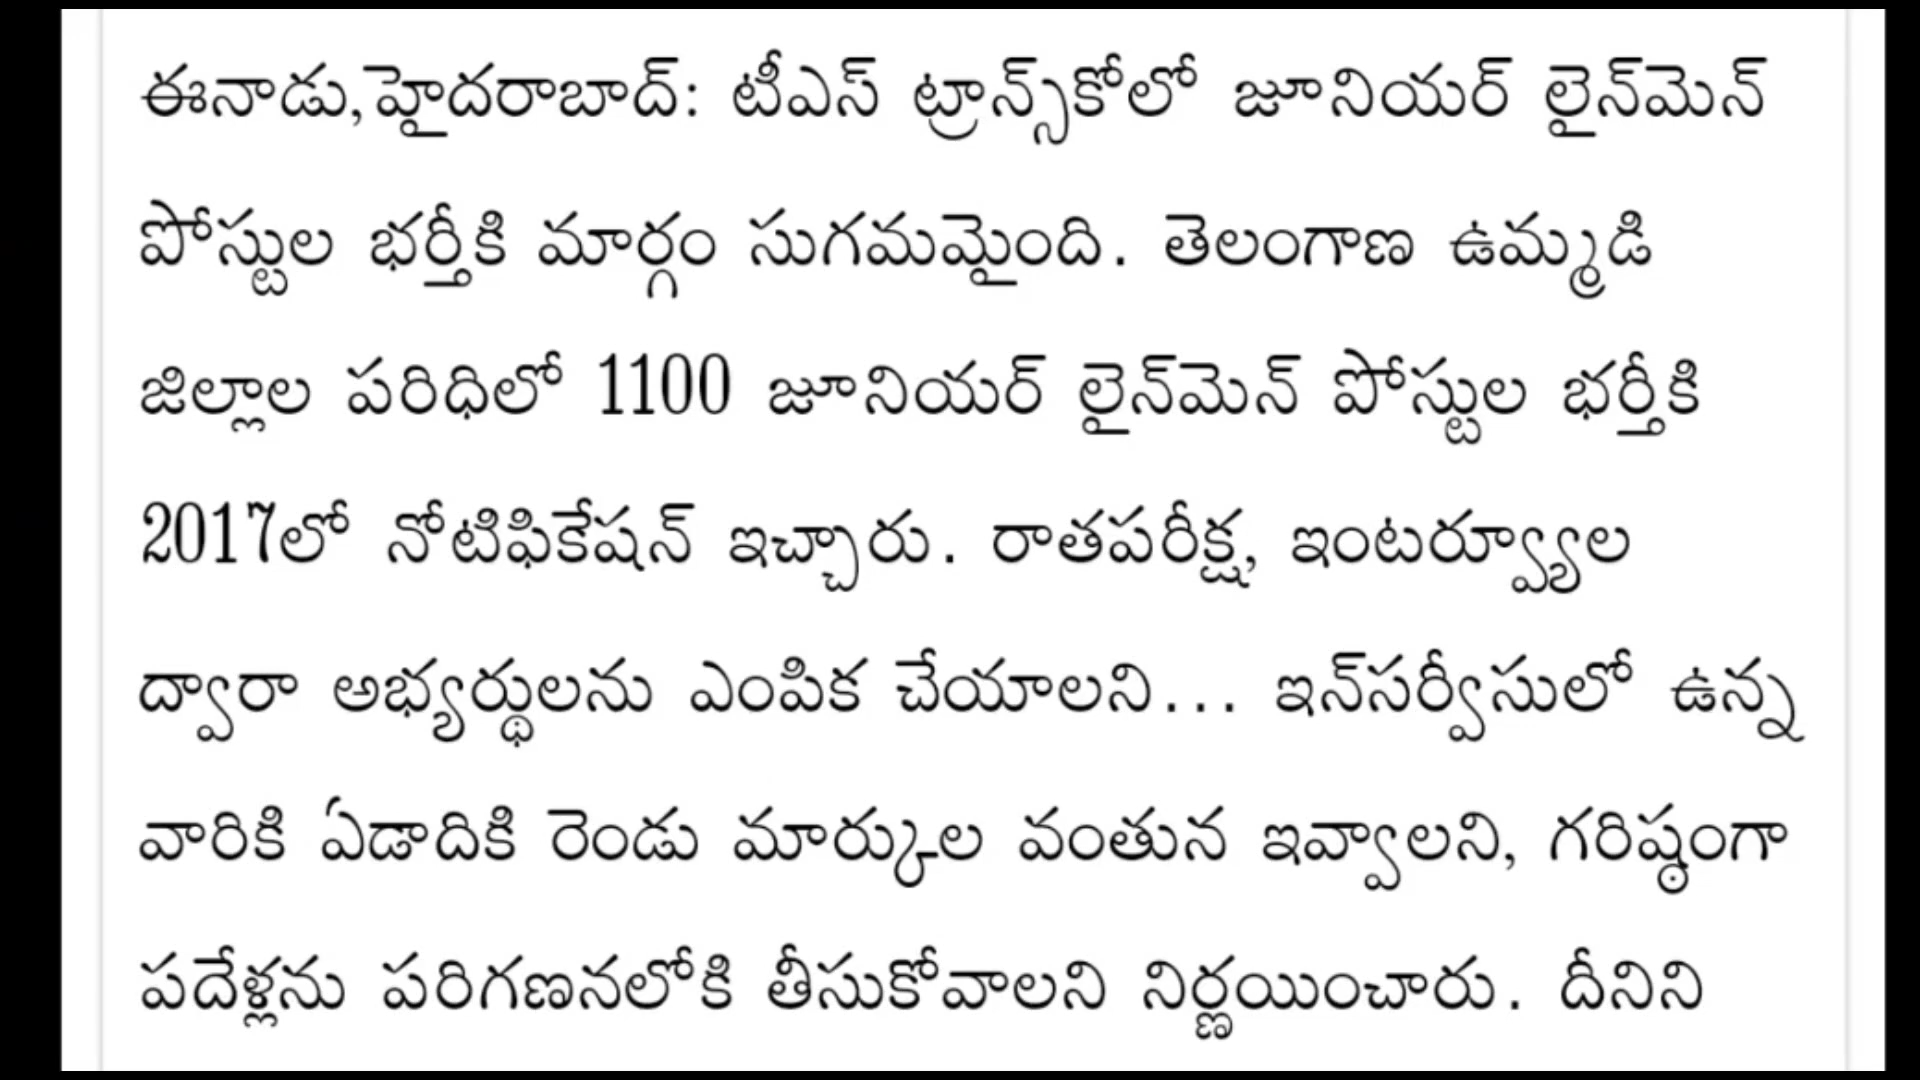 ఈనాడు,హైదరాబాద్: టీఎస్ ట్రాన్స్‌కోలో జూనియర్ లైన్‌మెన్
పోస్టుల భర్తీకి మార్గం సుగమమైంది. తెలంగాణ ఉమ్మడి
జిల్లాల పరిధిలో 1100 జూనియర్ లైన్‌మెన్ పోస్టుల భర్తీకి
2017లో నోటిఫికేషన్ ఇచ్చారు. రాతపరీక్ష, ఇంటర్వ్యూల
ద్వారా అభ్యర్థులను ఎంపిక చేయాలని... ఇన్‌సర్వీసులో ఉన్న
వారికి ఏడాదికి రెండు మార్కుల వంతున ఇవ్వాలని, గరిష్ఠంగా
పదేళ్లను పరిగణనలోకి తీసుకోవాలని నిర్ణయించారు. దీనిని